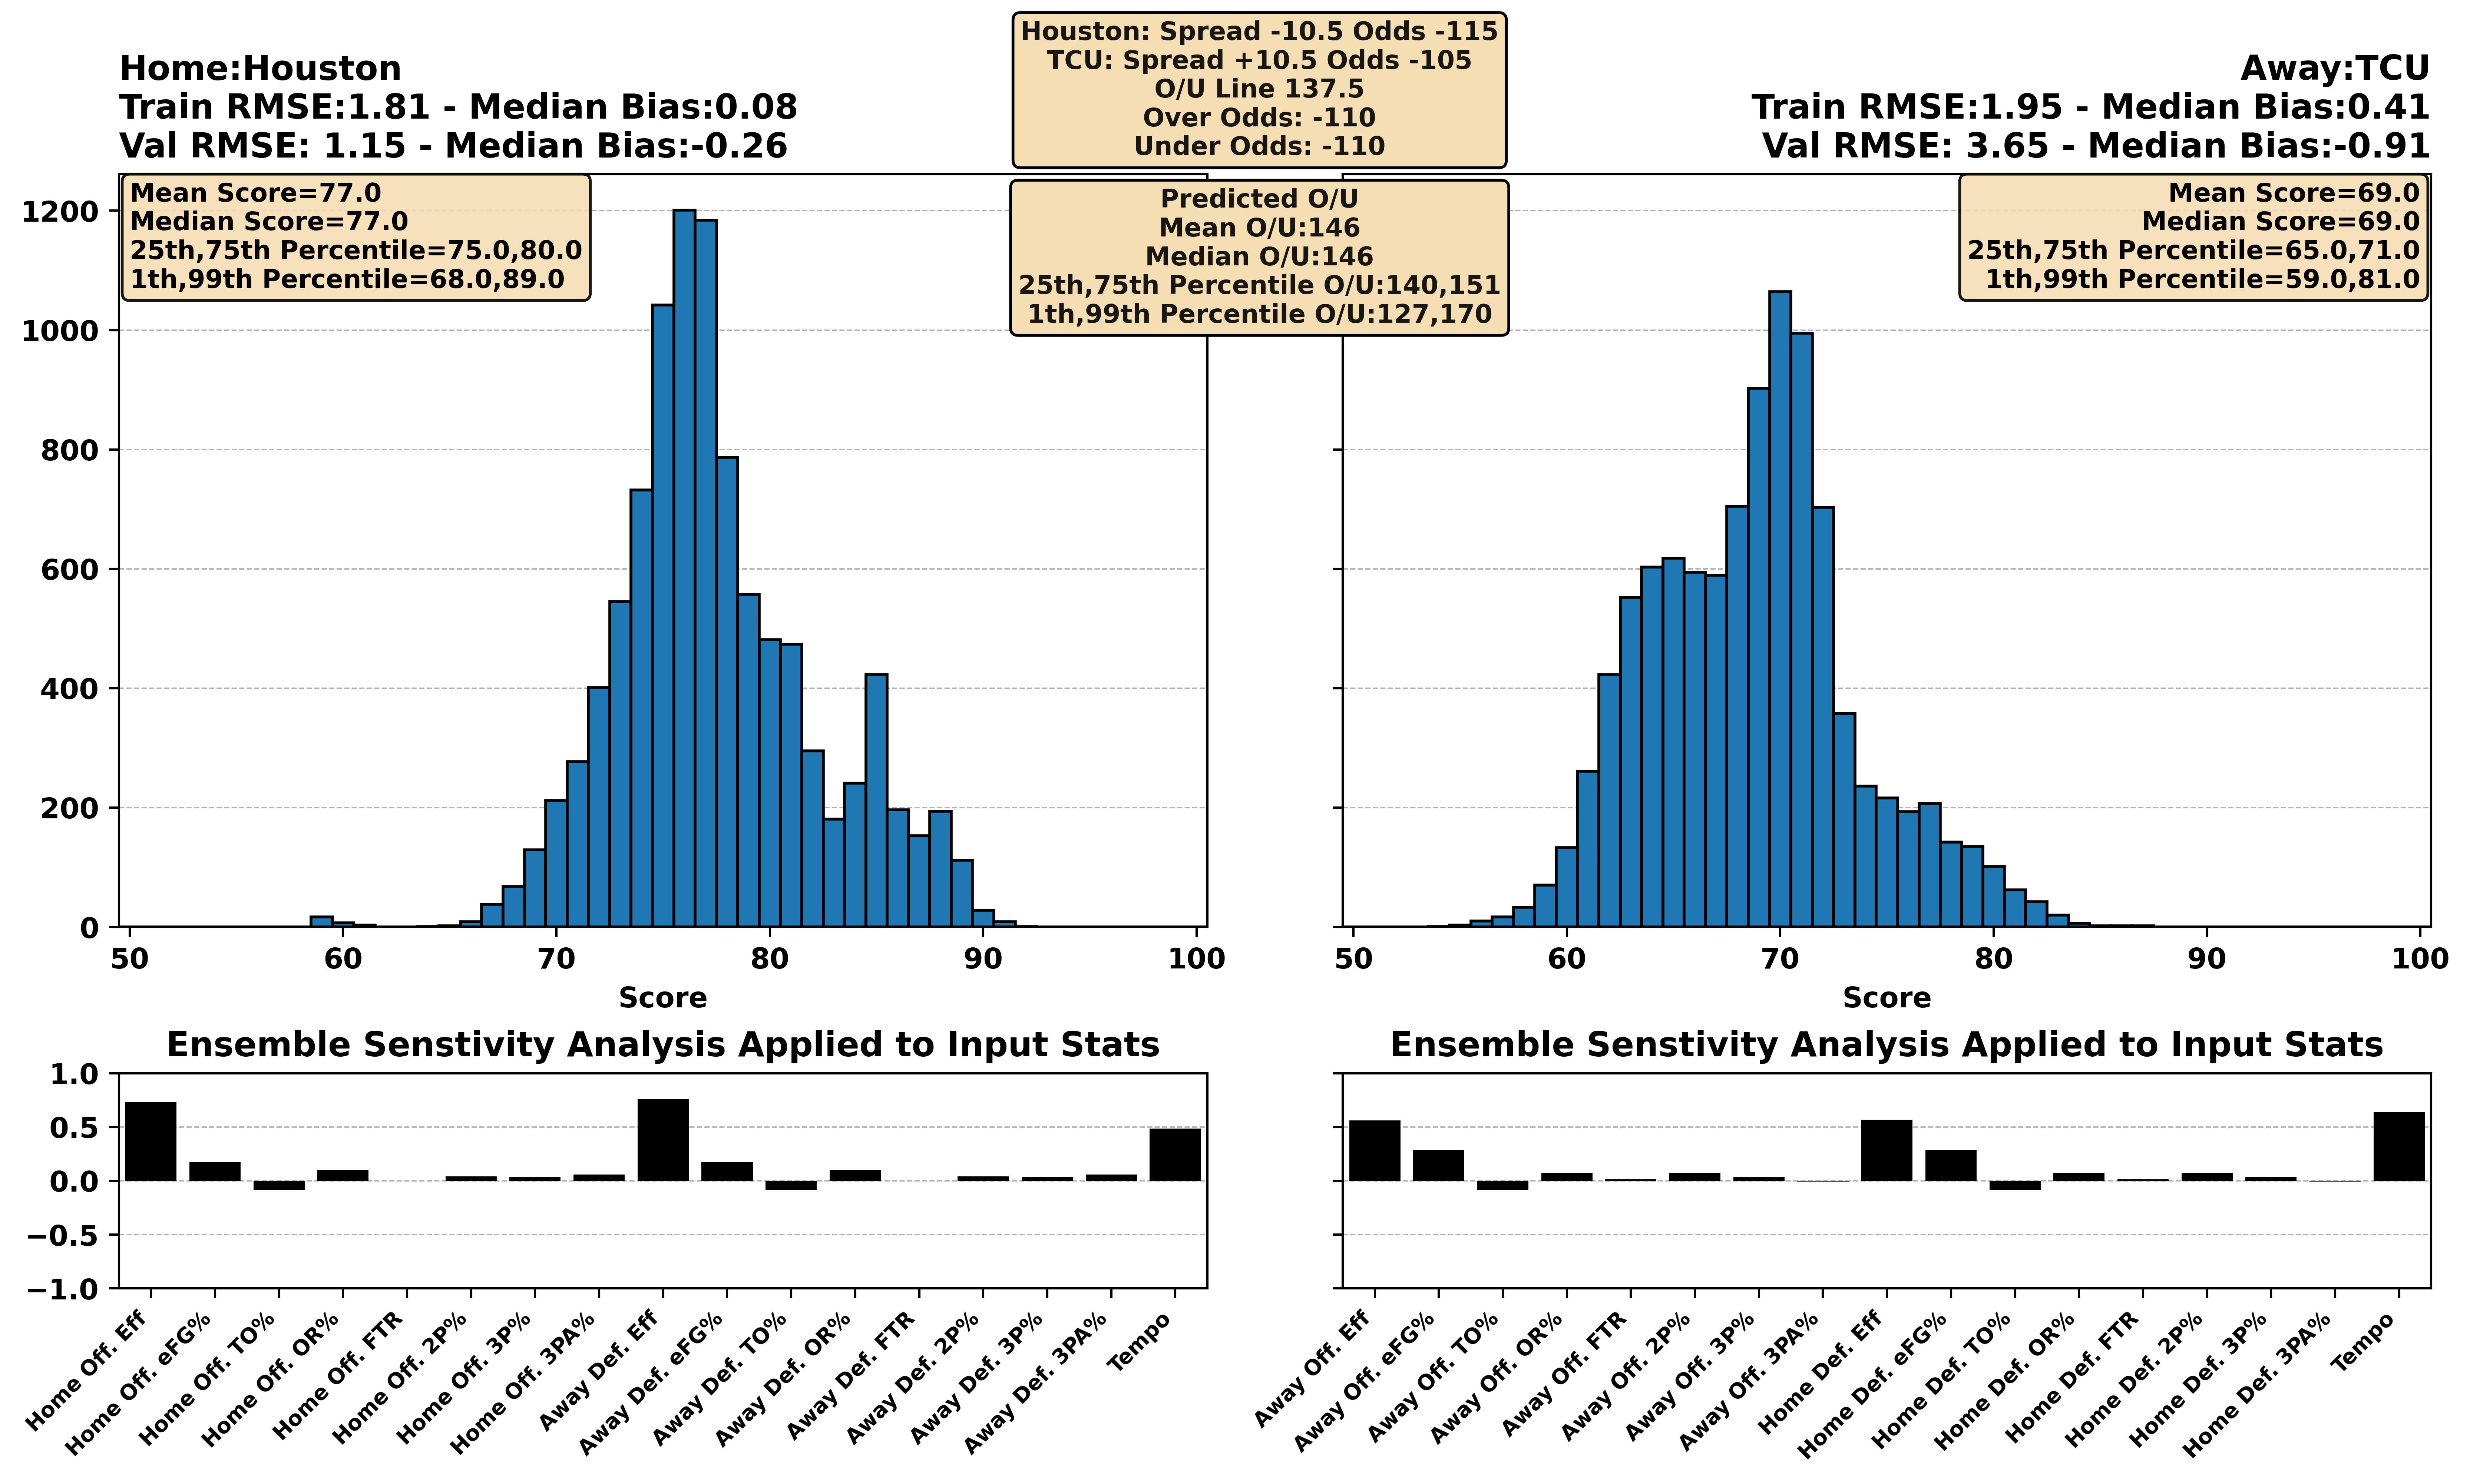 Houston: Spread -10.5 Odds -115
TCU: Spread +10.5 Odds -105
O/U Line 137.5
Over Odds: -110
Under Odds: -110
Home:Houston
Train RMSE:1.81 - Median Bias:0.08
Val RMSE: 1.15 - Median Bias:-0.26
Away:TCU
Train RMSE:1.95 - Median Bias:0.41
Val RMSE: 3.65 - Median Bias:-0.91
Mean Score=77.0
Median Score=77.0
25th,75th Percentile=75.0,80.0
1th,99th Percentile=68.0,89.0
Predicted O/U
Mean O/U:146
Median O/U:146
25th,75th Percentile O/U:140,151
1th,99th Percentile O/U:127,170
Mean Score=69.0
Median Score=69.0
25th,75th Percentile=65.0,71.0
1th,99th Percentile=59.0,81.0
1200
1000
800
600
400
200
0
50 60 70 80 90 100
Score
50 60 70 80 90 100
Score
Ensemble Senstivity Analysis Applied to Input Stats
1.0
0.5
0.0
−0.5
−1.0
Home Off. Eff
Home Off. eFG%
Home Off. TO%
Home Off. OR%
Home Off. FTR
Home Off. 2P%
Home Off. 3P%
Home Off. 3PA%
Away Def. Eff
Away Def. eFG%
Away Def. TO%
Away Def. OR%
Away Def. FTR
Away Def. 2P%
Away Def. 3P%
Away Def. 3PA%
Tempo
Ensemble Senstivity Analysis Applied to Input Stats
Away Off. Eff
Away Off. eFG%
Away Off. TO%
Away Off. OR%
Away Off. FTR
Away Off. 2P%
Away Off. 3P%
Away Off. 3PA%
Home Def. Eff
Home Def. eFG%
Home Def. TO%
Home Def. OR%
Home Def. FTR
Home Def. 2P%
Home Def. 3P%
Home Def. 3PA%
Tempo